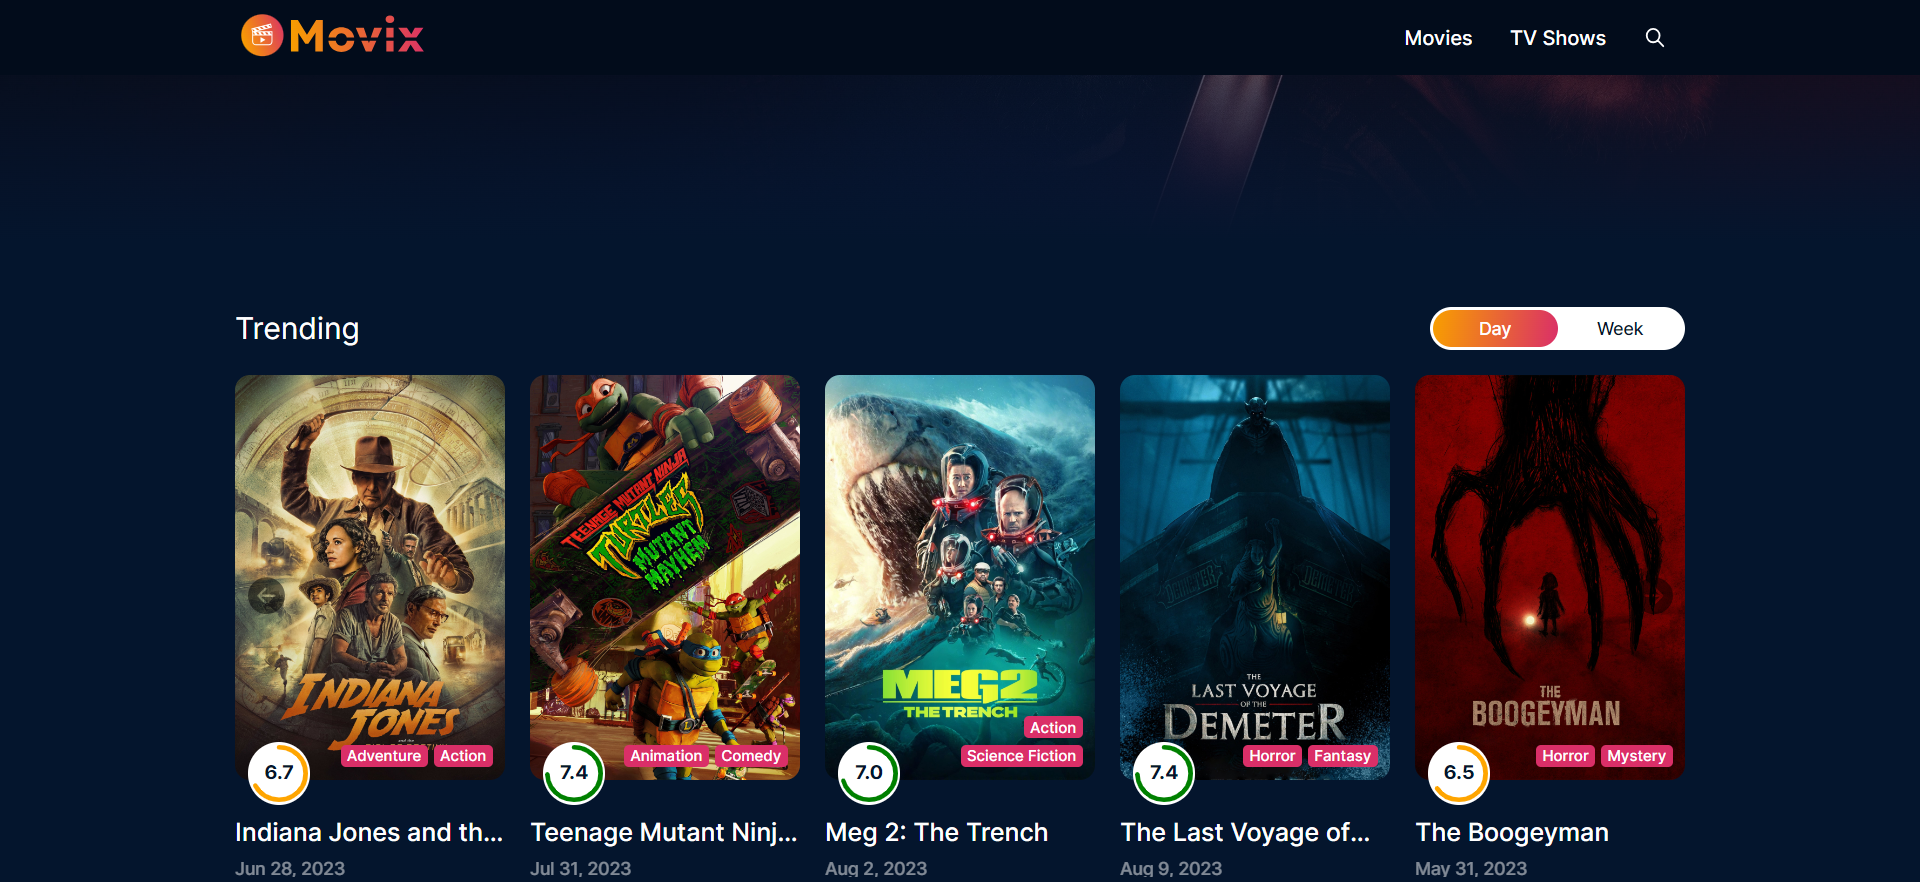 Movix
Movies
TV Shows
Trending
Day
Week
INDIANA
JONES
Adventure
Action
6.7
Indiana Jones and th...
Jun 28, 2023
TEENAGE MUTANT NINJA
TURTLES
MUTANT
MAYHEM
Animation
Comedy
7.4
Teenage Mutant Ninj...
Jul 31, 2023
MEG 2
THE TRENCH
Action
Science Fiction
7.0
Meg 2: The Trench
Aug 2, 2023
DEMETER
THE
LAST VOYAGE
OF THE
DEMETER
Horror
Fantasy
7.4
The Last Voyage of...
Aug 9, 2023
THE
BOOGEYMAN
Horror
Mystery
6.5
The Boogeyman
May 31, 2023